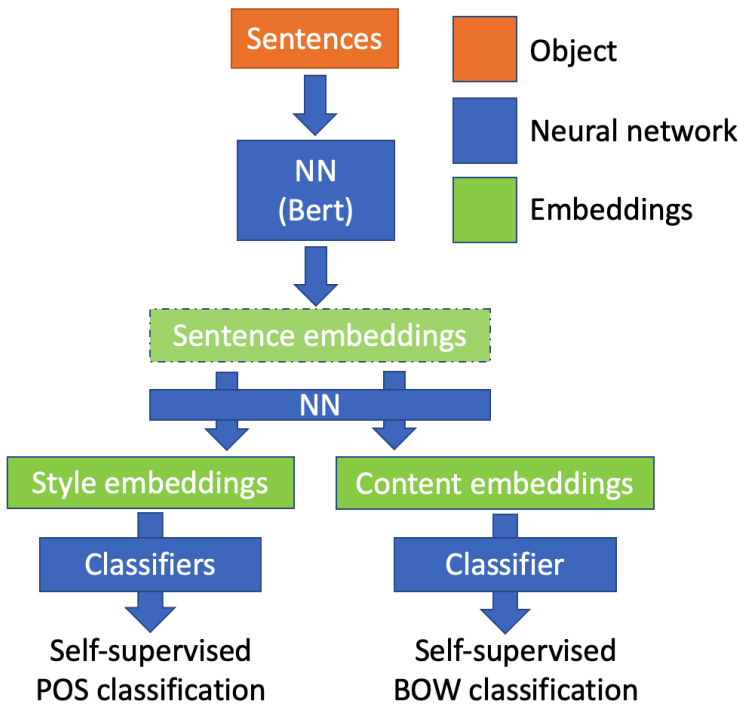 Sentences
Object
Neural network
Embeddings
NN
(Bert)
Sentence embeddings
NN
Style embeddings
Content embeddings
Classifiers
Classifier
Self-supervised
POS classification
Self-supervised
BOW classification